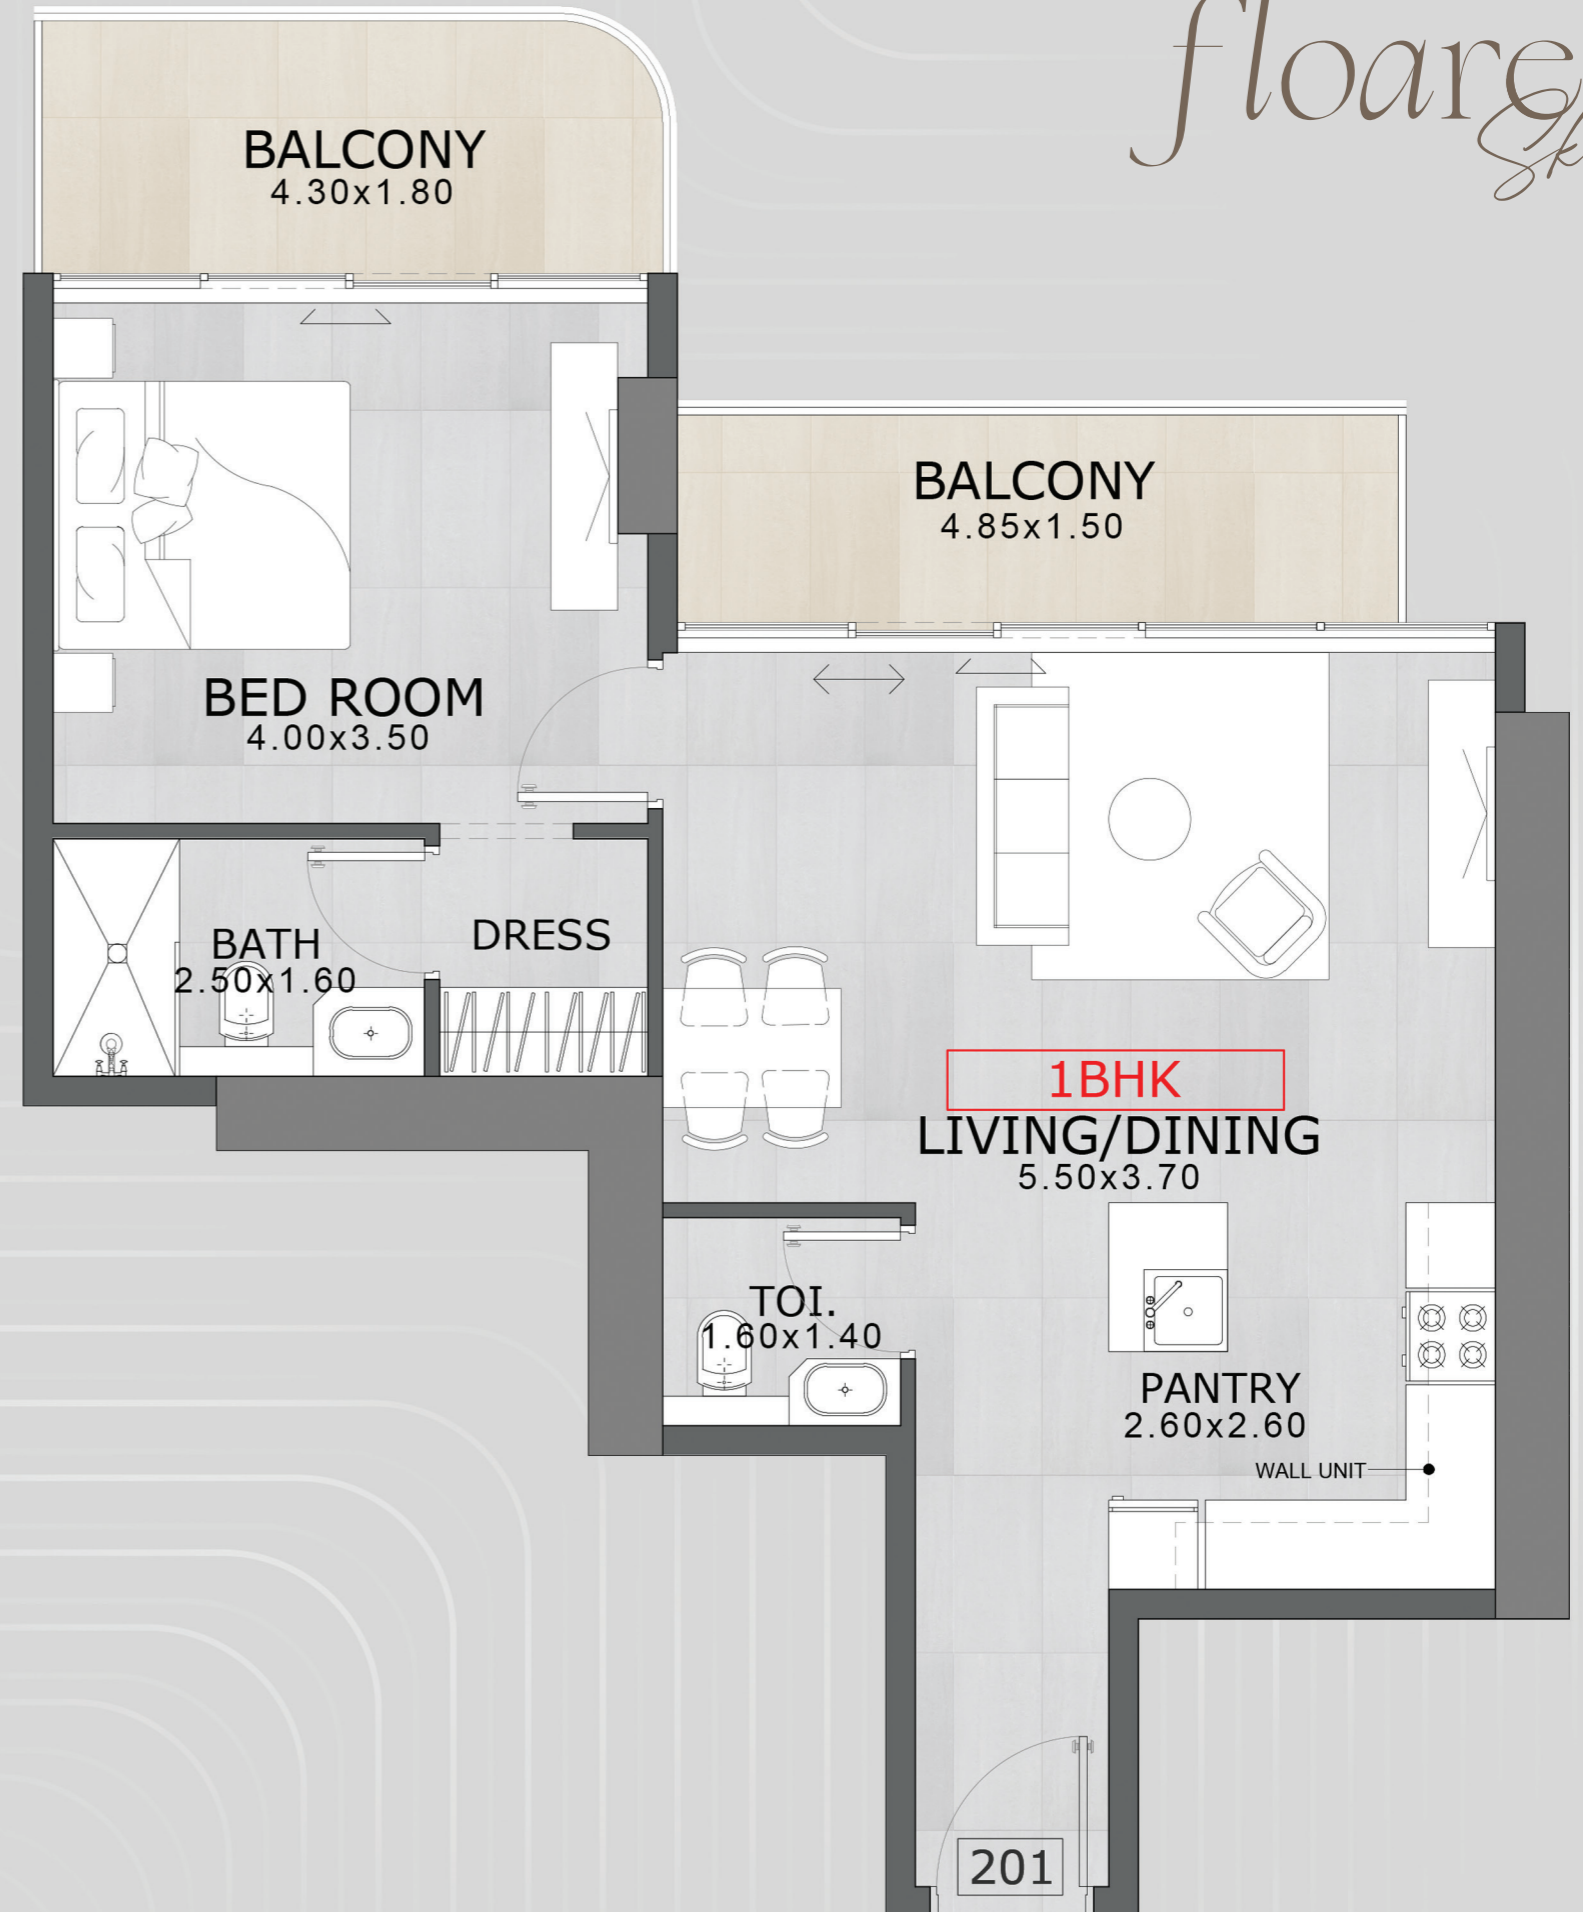 floare
Sk
BALCONY
4.30x1.80
BALCONY
4.85x1.50
BED ROOM
4.00x3.50
BATH
2.50x1.60
DRESS
1BHK
LIVING/DINING
5.50x3.70
TOI.
1.60x1.40
PANTRY
2.60x2.60
WALL UNIT
201